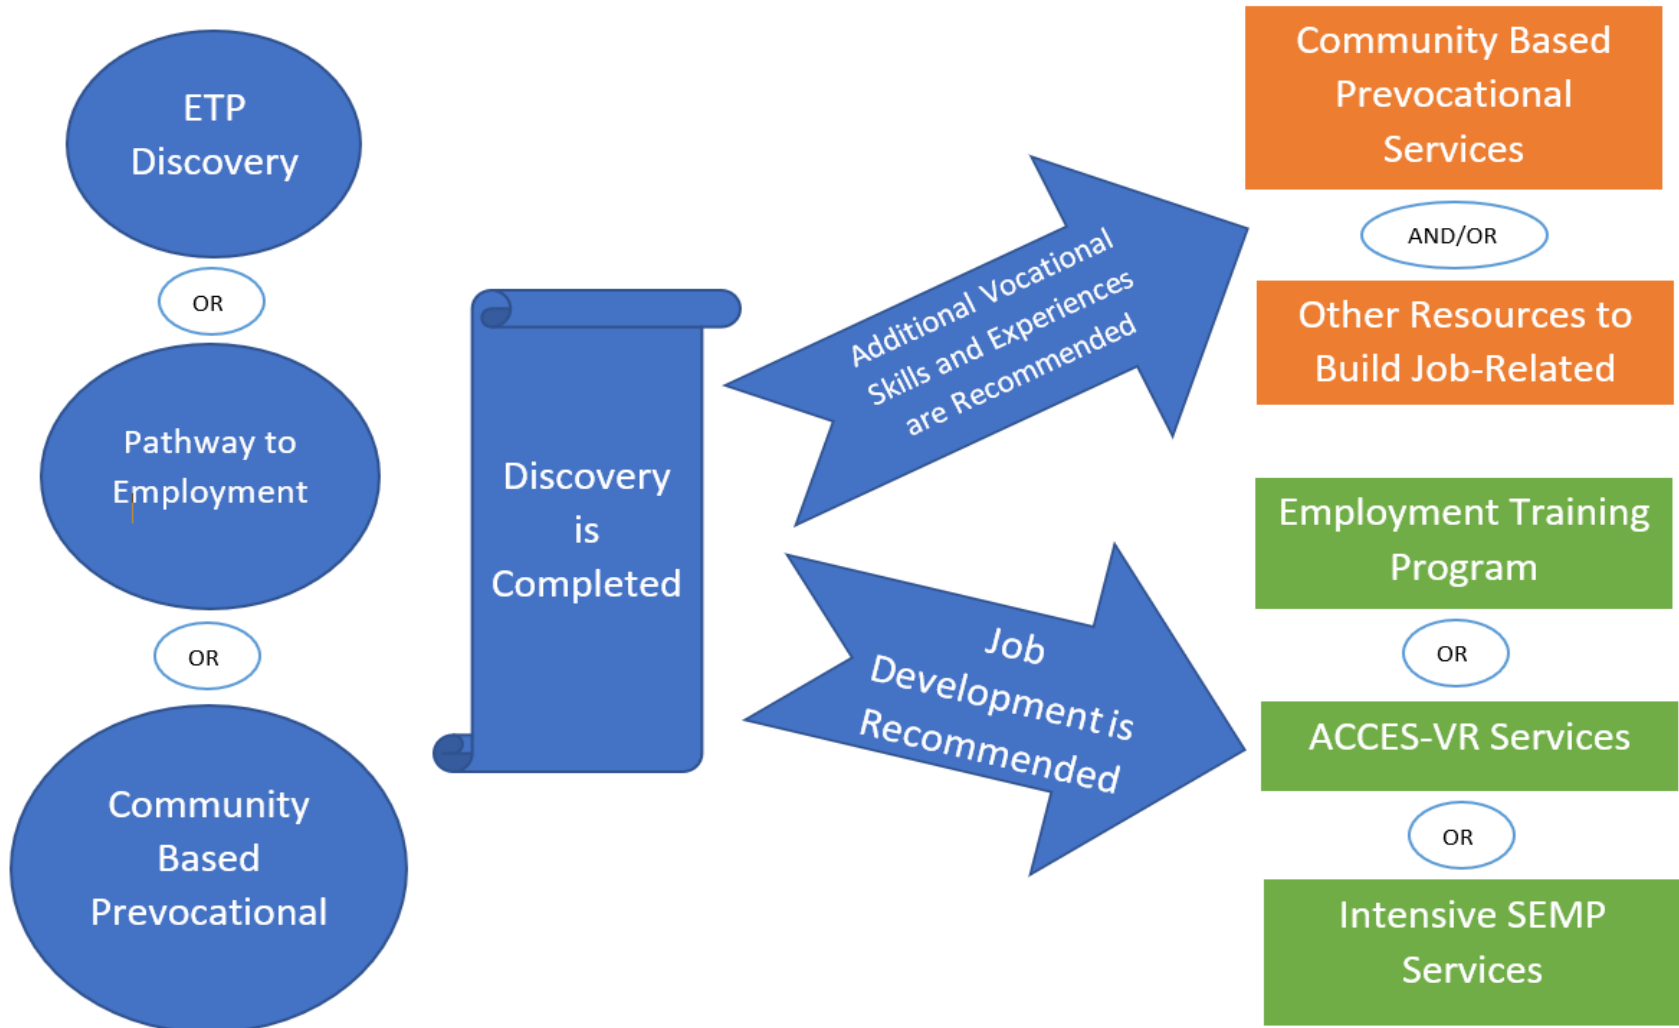 ETP
Discovery
OR
Pathway to
Employment
OR
Community
Based
Prevocational
Discovery
is
Completed
Additional Vocational
Skills and Experiences
are Recommended
Job
Development is
Recommended
Community Based
Prevocational
Services
AND/OR
Other Resources to
Build Job-Related
Employment Training
Program
OR
ACCES-VR Services
OR
Intensive SEMP
Services